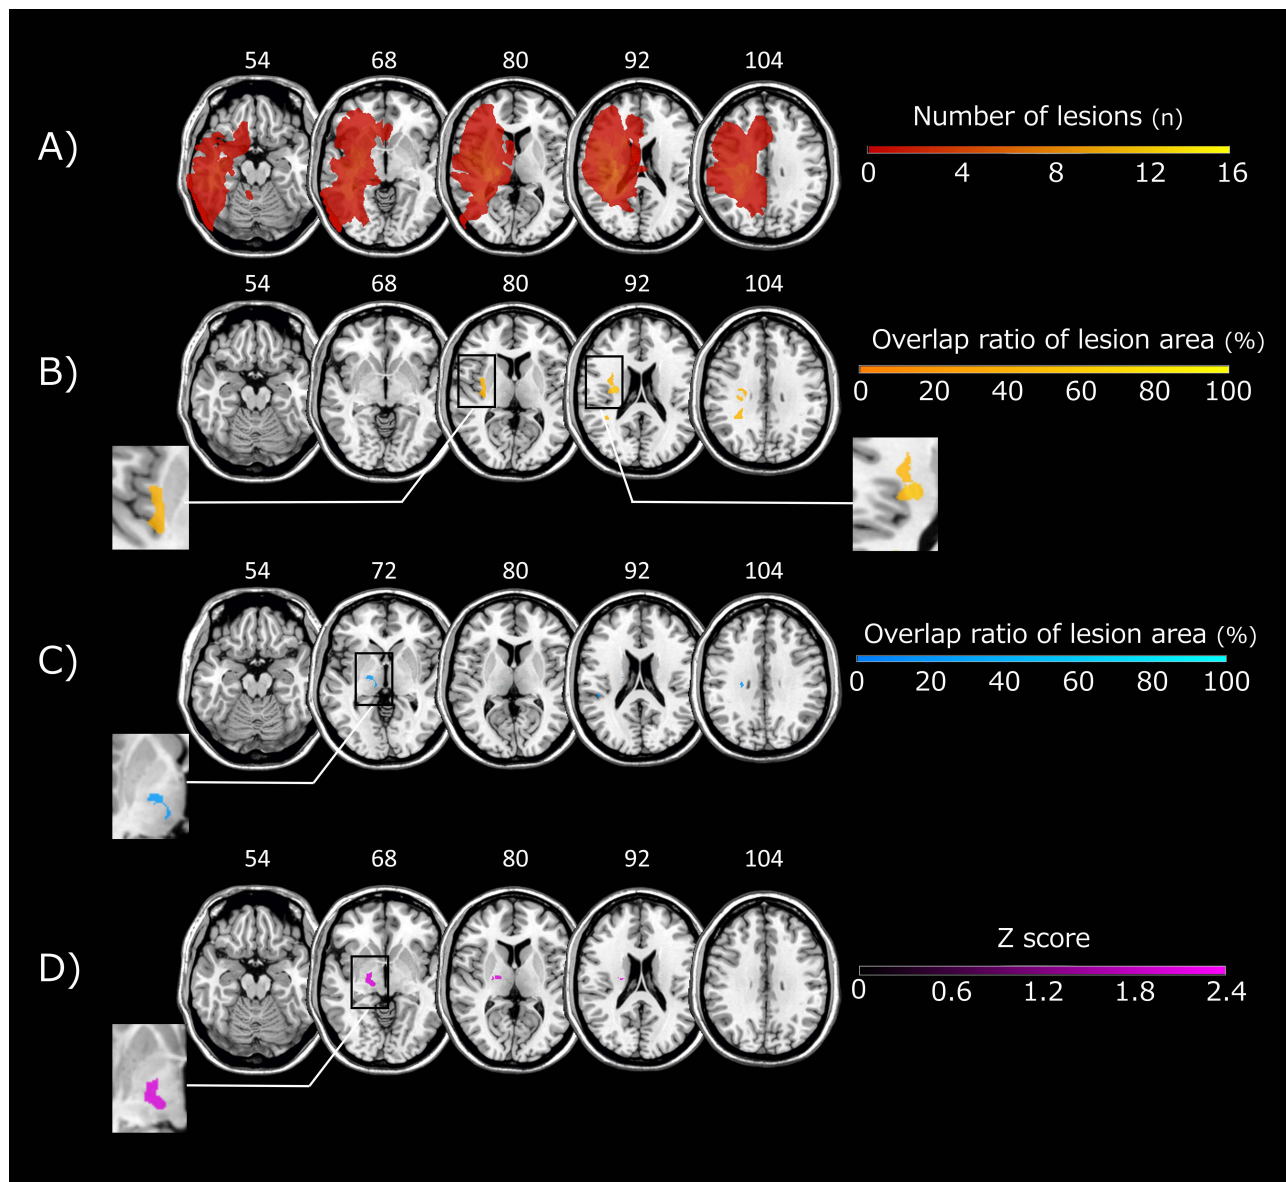 54 68 80 92 104
A)
Number of lesions (n)
0 4 8 12 16
54 68 80 92 104
B)
Overlap ratio of lesion area (%)
0 20 40 60 80 100
54 72 80 92 104
C)
Overlap ratio of lesion area (%)
0 20 40 60 80 100
54 68 80 92 104
D)
Z score
0 0.6 1.2 1.8 2.4